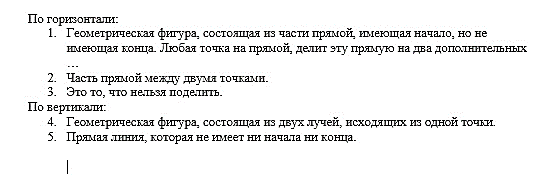 По горизонтали:
1. Геометрическая фигура, состоящая из части прямой, имеющая начало, но не
имеющая конца. Любая точка на прямой, делит эту прямую на два дополнительных
…
2. Часть прямой между двумя точками.
3. Это то, что нельзя поделить.
По вертикали:
4. Геометрическая фигура, состоящая из двух лучей, исходящих из одной точки.
5. Прямая линия, которая не имеет ни начала ни конца.